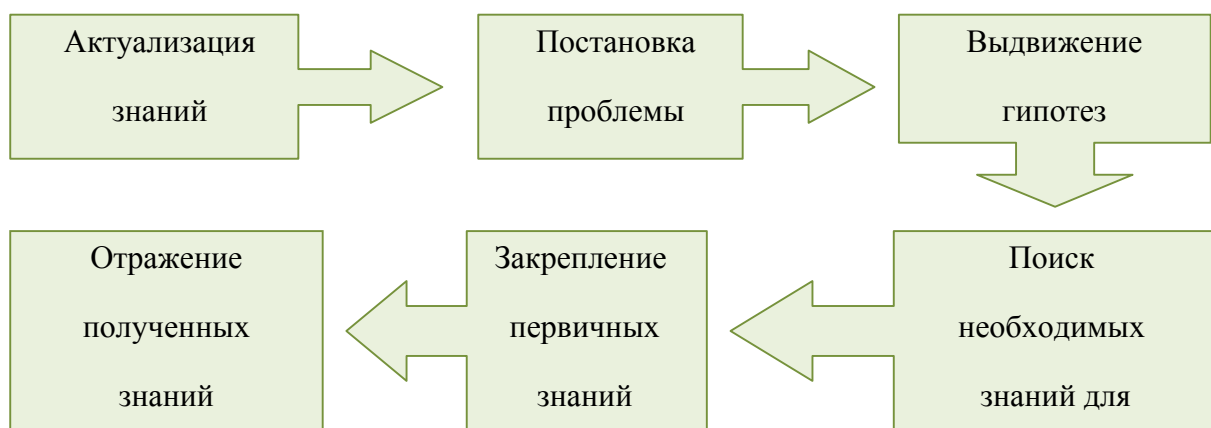 Актуализация
знаний
Постановка
проблемы
Выдвижение
гипотез
Поиск
необходимых
знаний для
Закрепление
первичных
знаний
Отражение
полученных
знаний